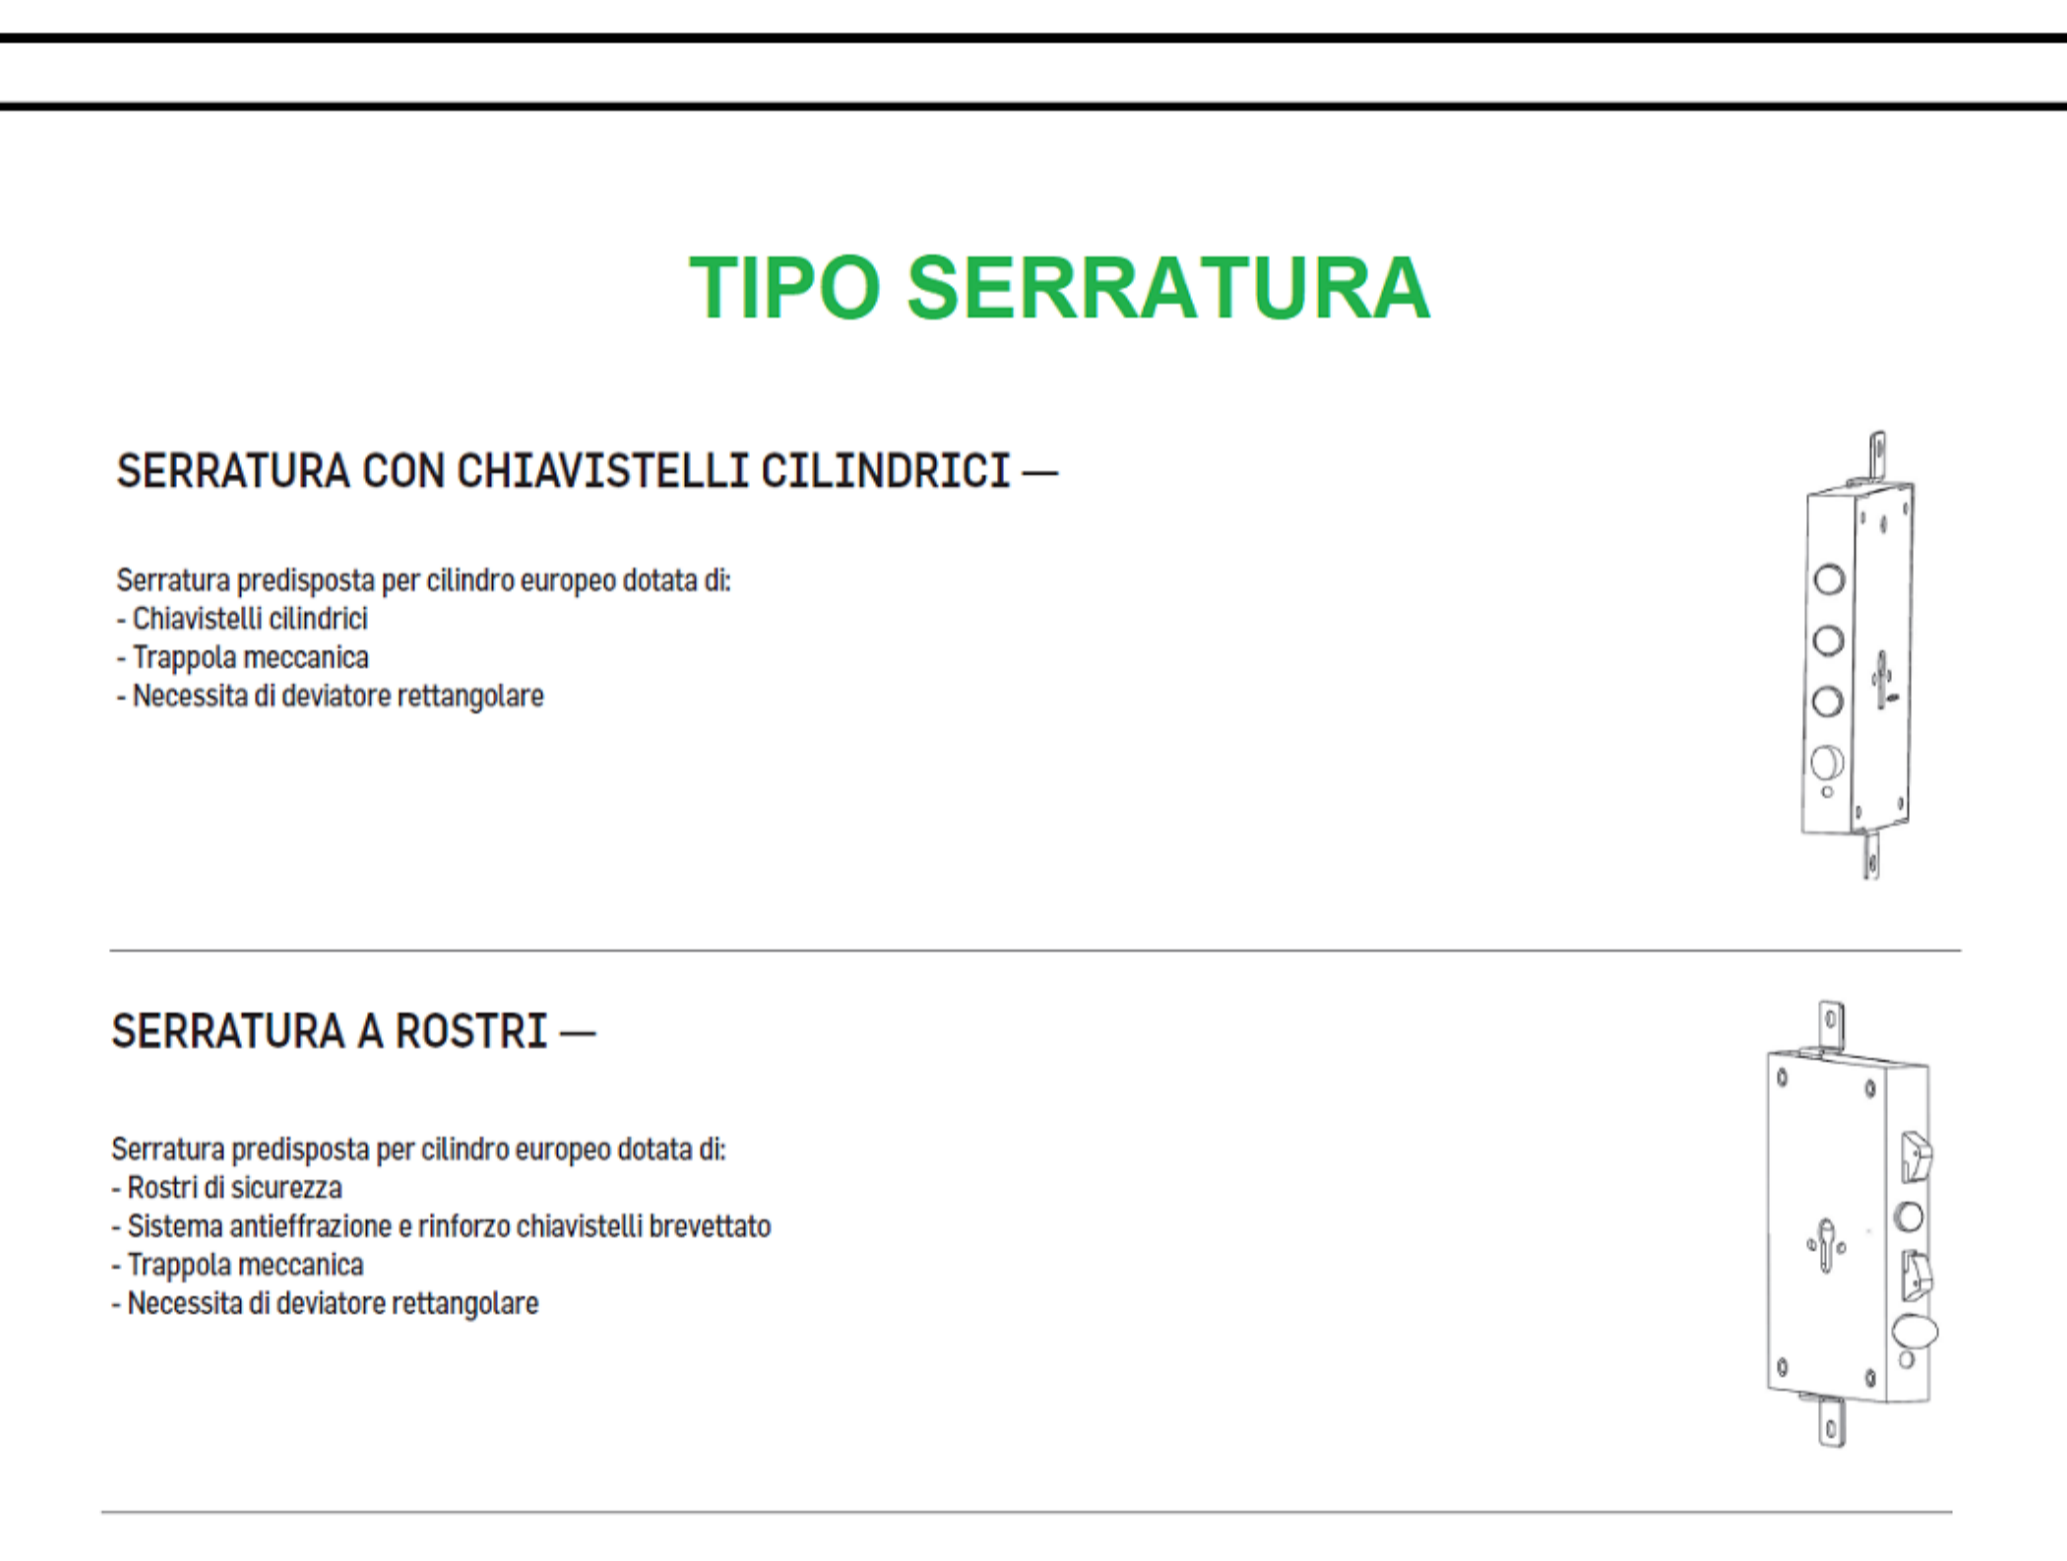 TIPO SERRATURA
SERRATURA CON CHIAVISTELLI CILINDRICI —
Serratura predisposta per cilindro europeo dotata di:
- Chiavistelli cilindrici
- Trappola meccanica
- Necessita di deviatore rettangolare
SERRATURA A ROSTRI —
Serratura predisposta per cilindro europeo dotata di:
- Rostri di sicurezza
- Sistema antieffrazione e rinforzo chiavistelli brevettato
- Trappola meccanica
- Necessita di deviatore rettangolare